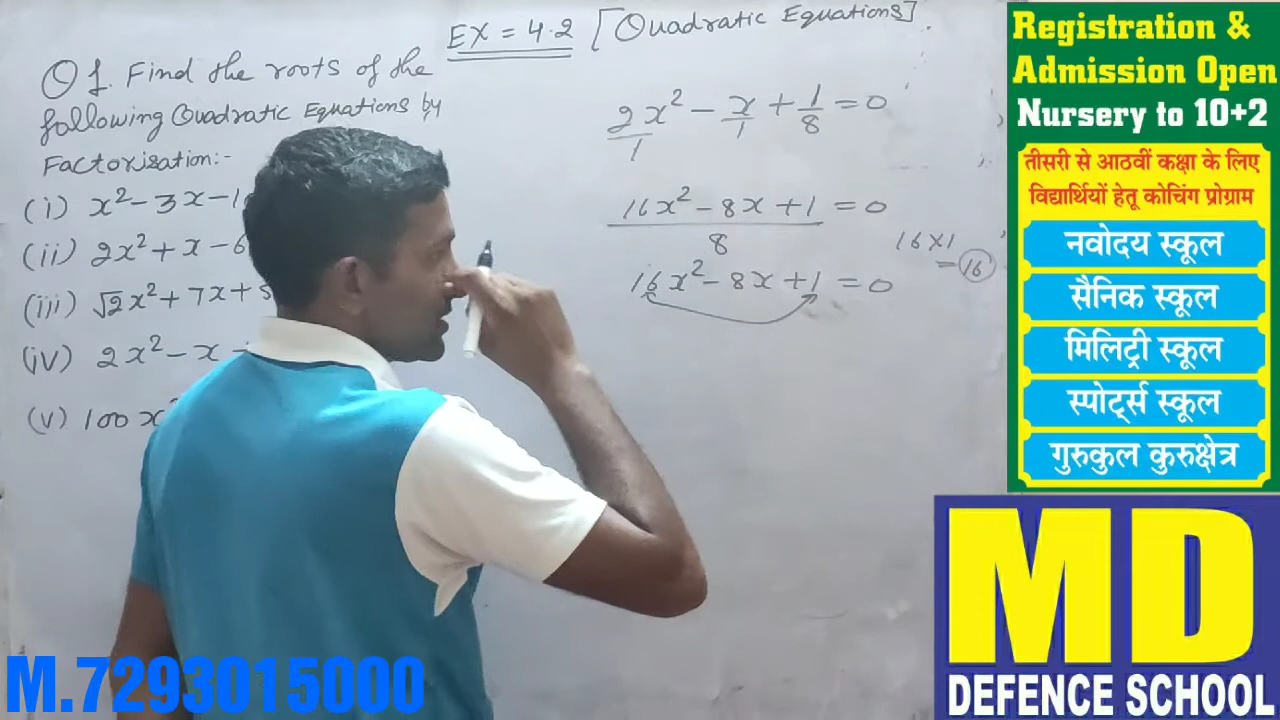 EX = 4.2 [Quadratic Equations]
Q 1. Find the roots of the
following Quadratic Equations by
Factorisation:-
(i) x² - 3x - 1
(ii) 2x² + x - 6
(iii) √2x² + 7x + 5
(iv) 2x² - x -
(v) 100 x
2x²/1 - x/1 + 1/8 = 0
16x² - 8x + 1 / 8 = 0
16x² - 8x + 1 = 0
16 x 1
= 16
Registration &
Admission Open
Nursery to 10+2
तीसरी से आठवीं कक्षा के लिए
विद्यार्थियों हेतू कोचिंग प्रोग्राम
नवोदय स्कूल
सैनिक स्कूल
मिलिट्री स्कूल
स्पोर्ट्स स्कूल
गुरुकुल कुरुक्षेत्र
MD
DEFENCE SCHOOL
M.7293015000